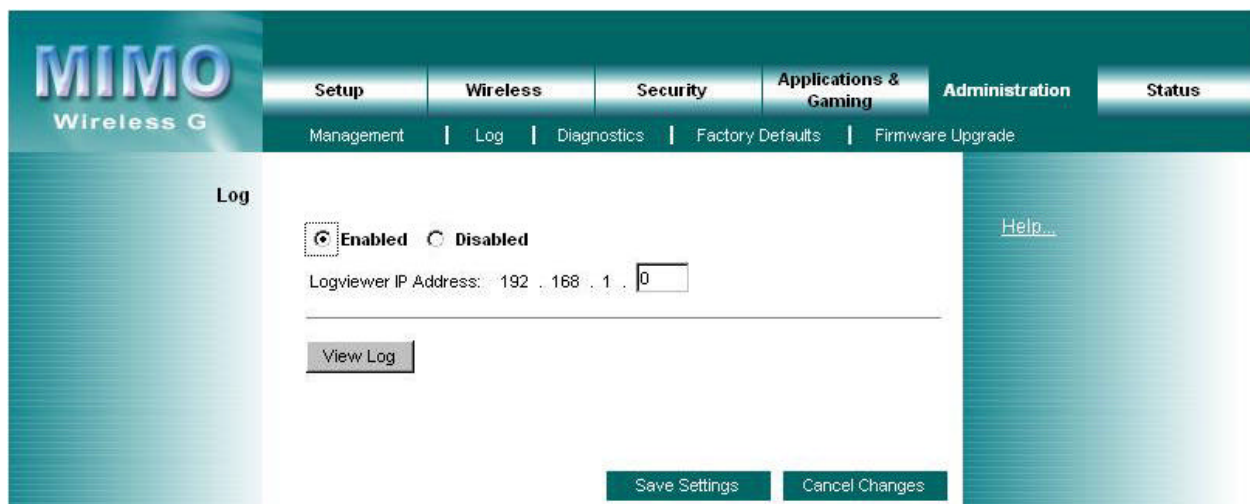 MIMO
Wireless G
Setup Wireless Security Applications & Gaming Administration Status
Management | Log | Diagnostics | Factory Defaults | Firmware Upgrade
Log
Enabled Disabled
Help...
Logviewer IP Address: 192 . 168 . 1 . 0
View Log
Save Settings Cancel Changes